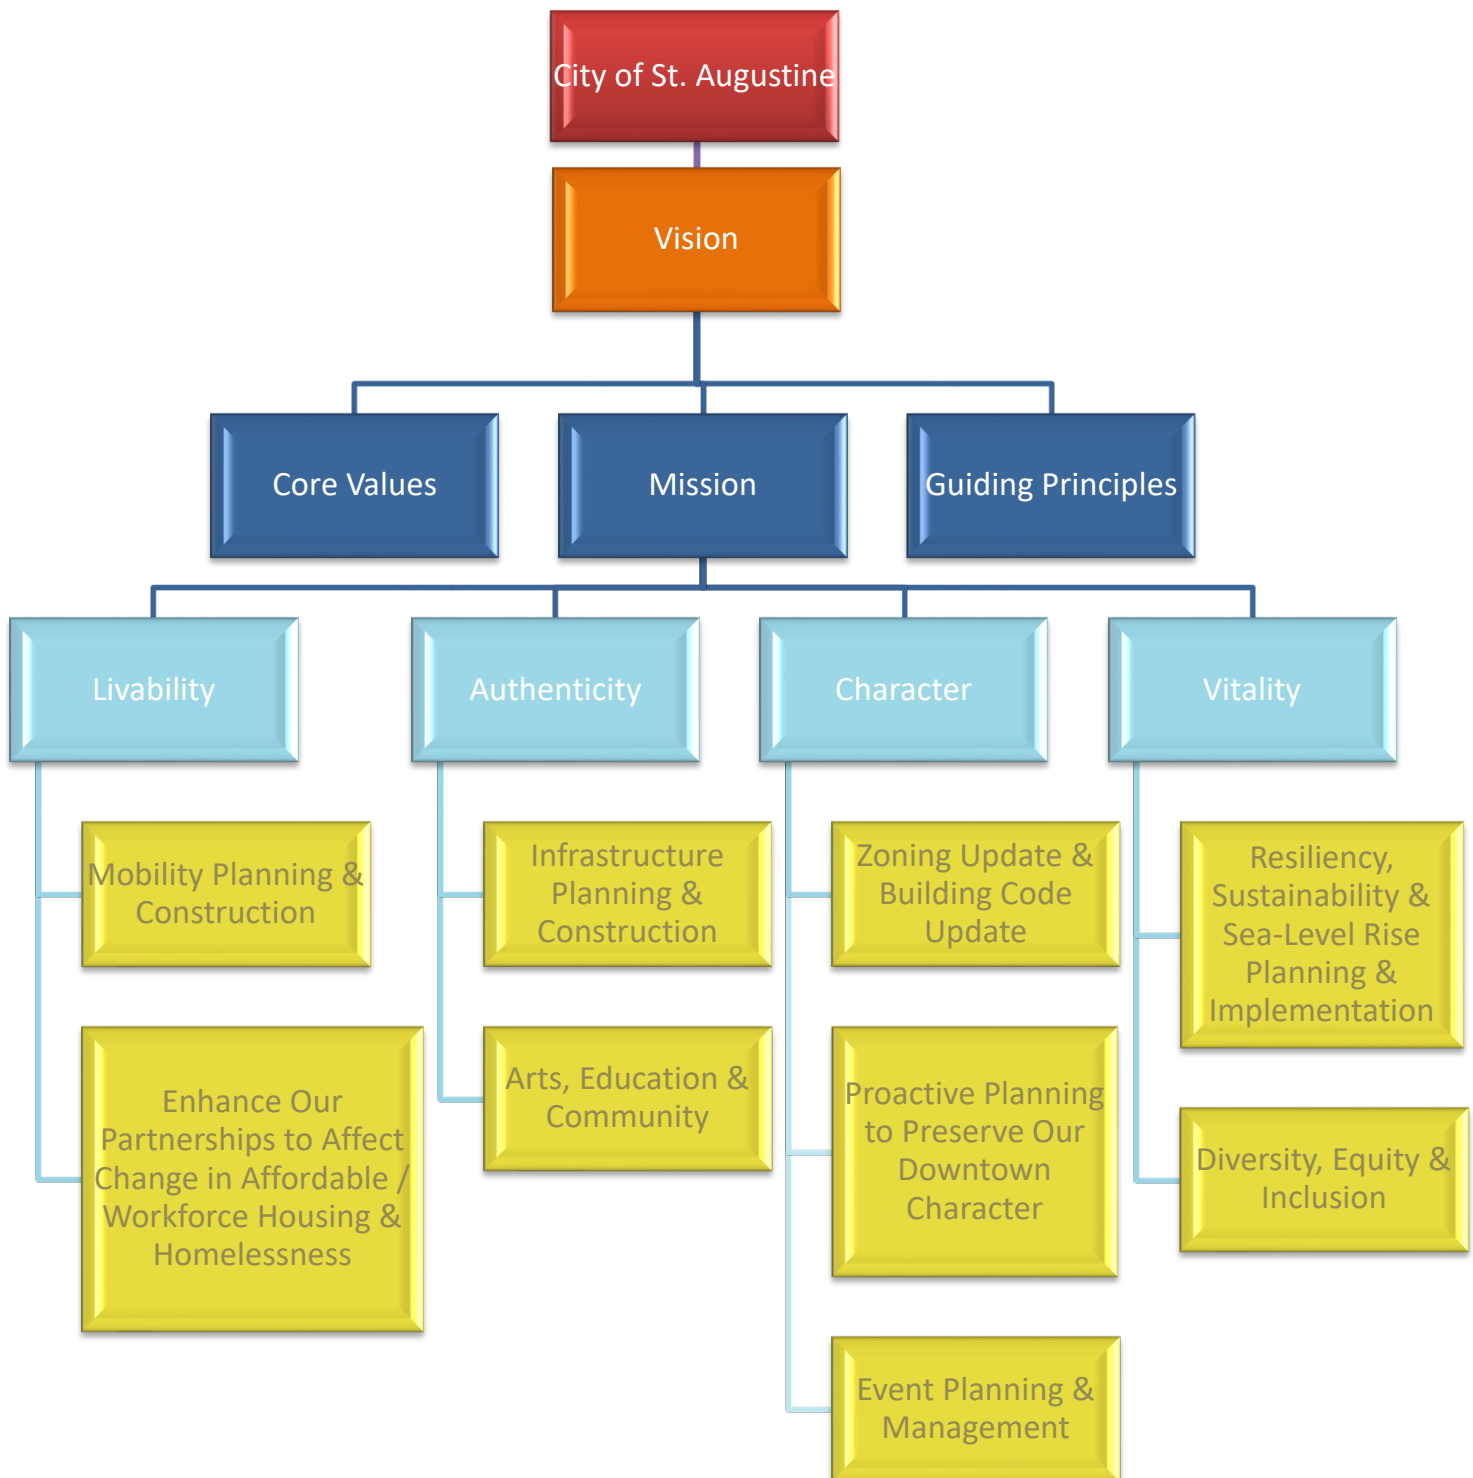 City of St. Augustine
Vision
Core Values
Mission
Guiding Principles
Livability
Authenticity
Character
Vitality
Mobility Planning &
Construction
Enhance Our
Partnerships to Affect
Change in Affordable /
Workforce Housing &
Homelessness
Infrastructure
Planning &
Construction
Arts, Education &
Community
Zoning Update &
Building Code
Update
Proactive Planning
to Preserve Our
Downtown
Character
Event Planning &
Management
Resiliency,
Sustainability &
Sea-Level Rise
Planning &
Implementation
Diversity, Equity &
Inclusion